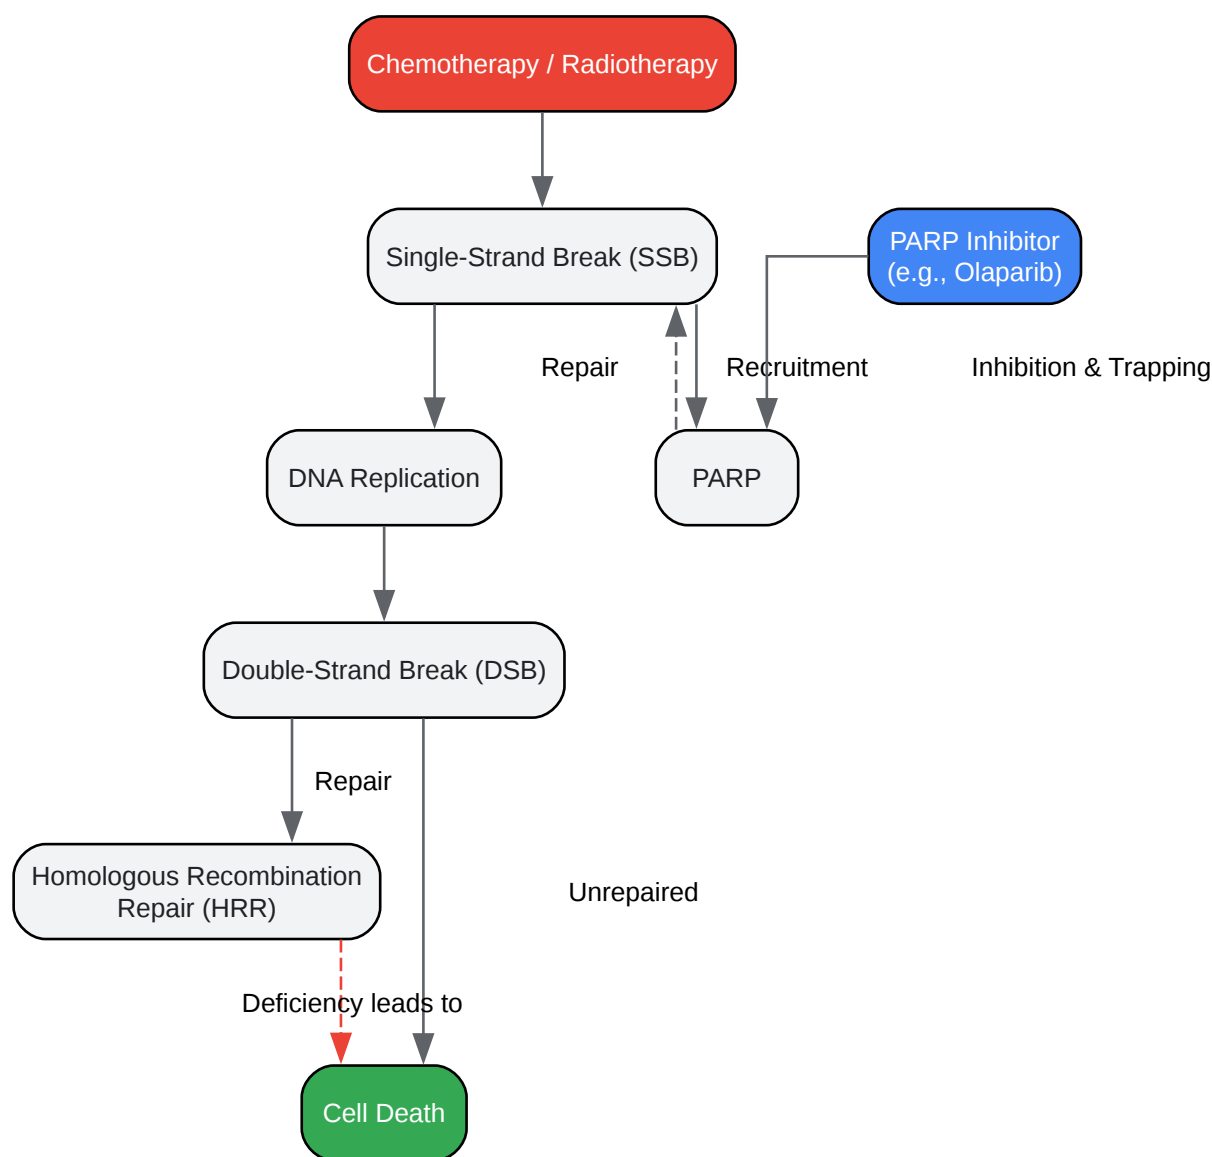 Chemotherapy / Radiotherapy
Single-Strand Break (SSB)
PARP Inhibitor
(e.g., Olaparib)
Repair
Recruitment
Inhibition & Trapping
DNA Replication
PARP
Double-Strand Break (DSB)
Repair
Homologous Recombination
Repair (HRR)
Unrepaired
Deficiency leads to
Cell Death